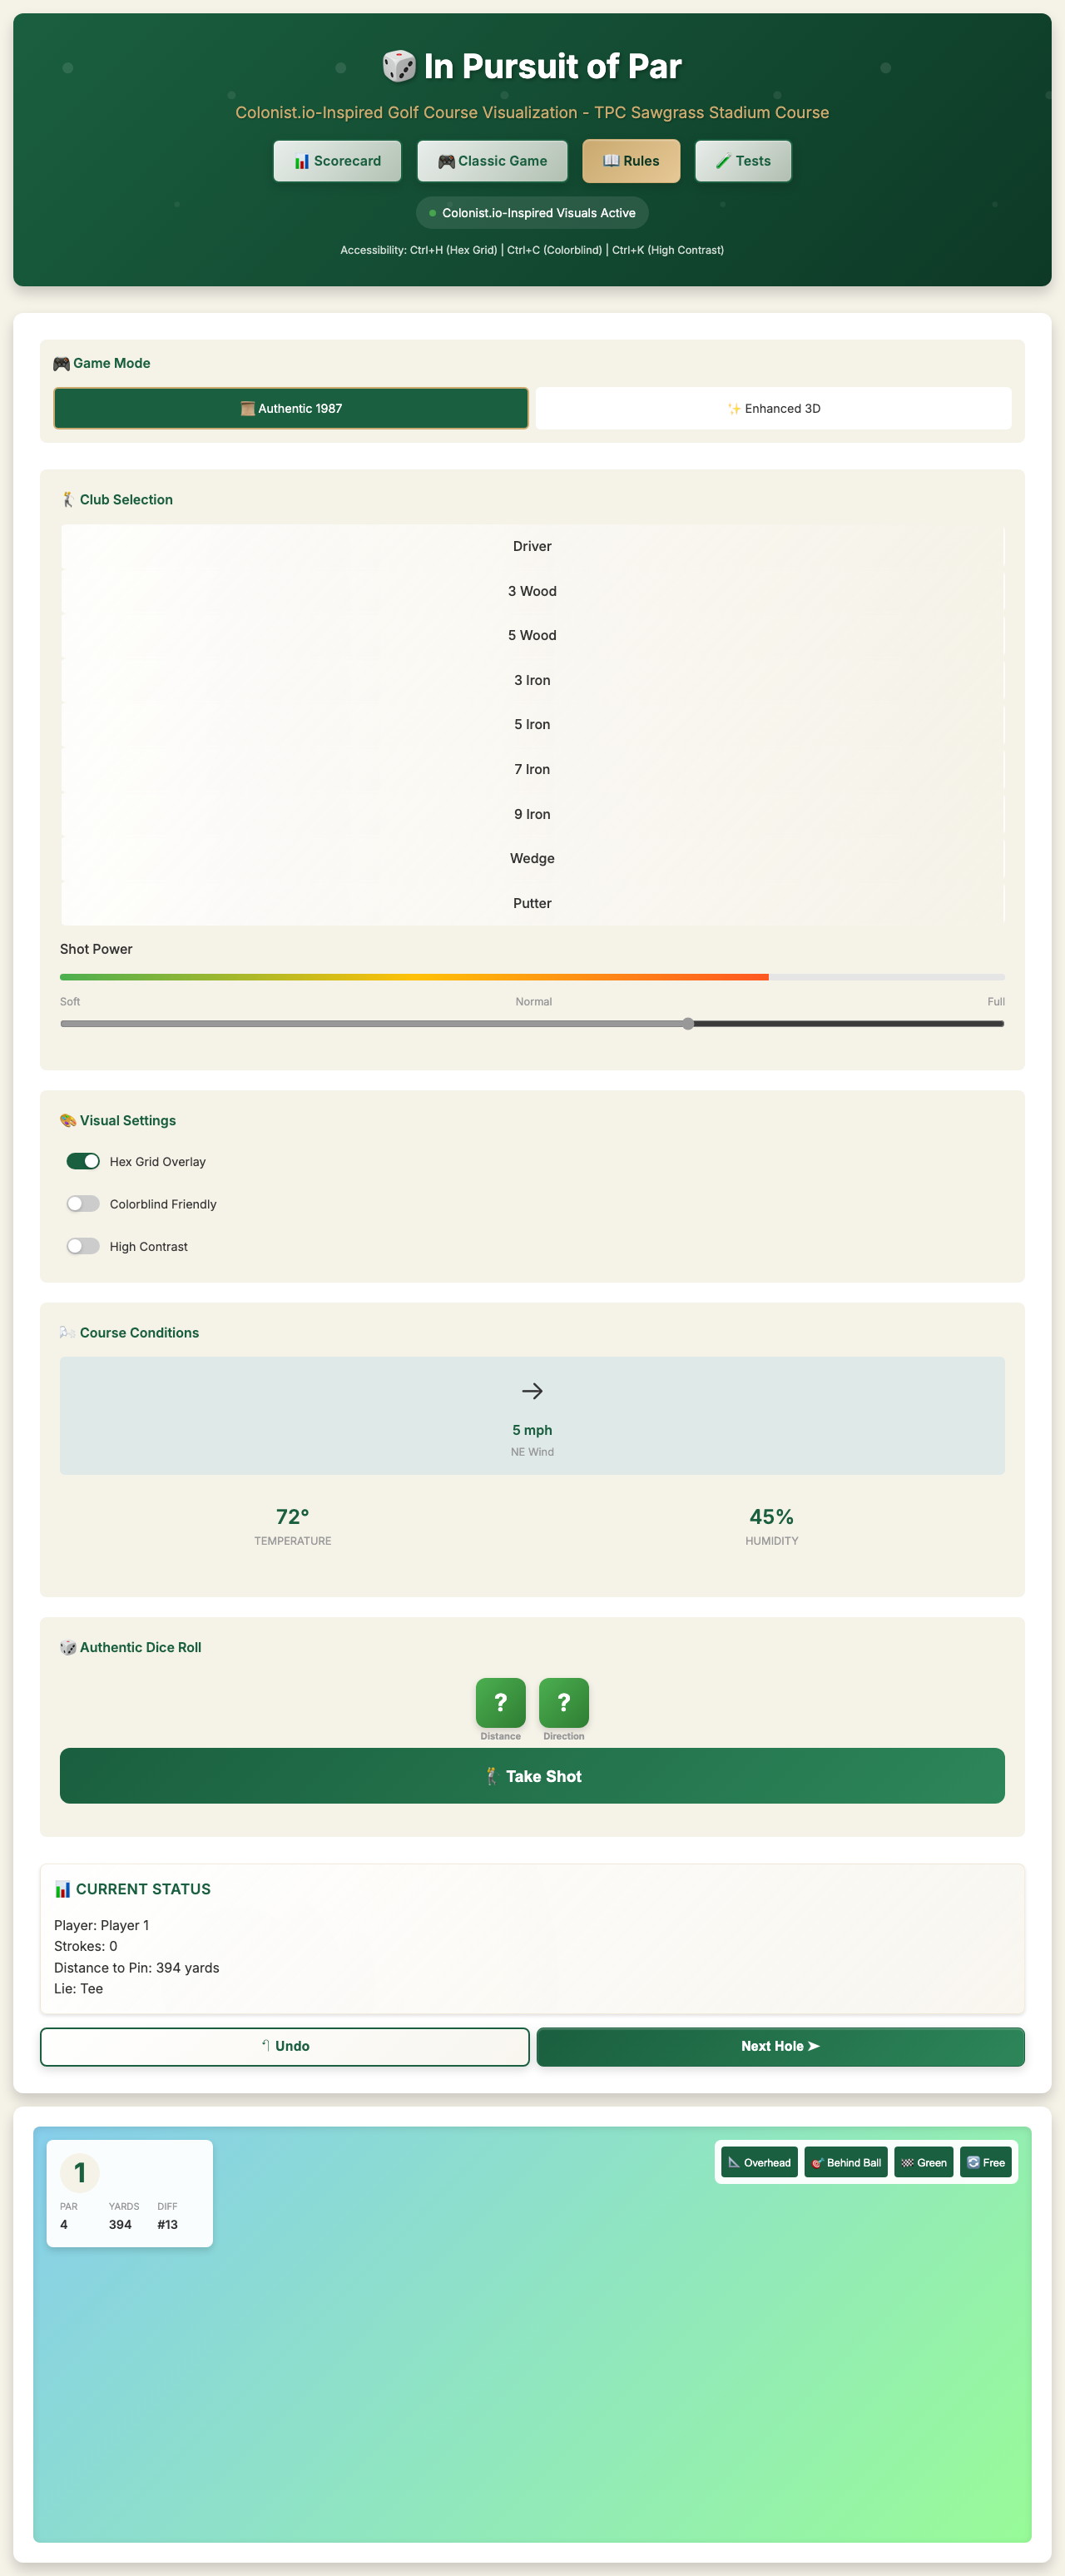 🎲 In Pursuit of Par
Colonist.io-Inspired Golf Course Visualization - TPC Sawgrass Stadium Course
📊 Scorecard
🎮 Classic Game
📖 Rules
🧪 Tests
Colonist.io-Inspired Visuals Active
Accessibility: Ctrl+H (Hex Grid) | Ctrl+C (Colorblind) | Ctrl+K (High Contrast)
🎮 Game Mode
📜 Authentic 1987
✨ Enhanced 3D
🏌️ Club Selection
Driver
3 Wood
5 Wood
3 Iron
5 Iron
7 Iron
9 Iron
Wedge
Putter
Shot Power
Soft Normal Full
🎨 Visual Settings
Hex Grid Overlay
Colorblind Friendly
High Contrast
🌬️ Course Conditions
→
5 mph
NE Wind
72° 45%
TEMPERATURE HUMIDITY
🎲 Authentic Dice Roll
? ?
Distance Direction
🏌️ Take Shot
📊 CURRENT STATUS
Player: Player 1
Strokes: 0
Distance to Pin: 394 yards
Lie: Tee
Undo
Next Hole ➤
1
PAR YARDS DIFF
4 394 #13
📐 Overhead
🎯 Behind Ball
🏁 Green
🔄 Free